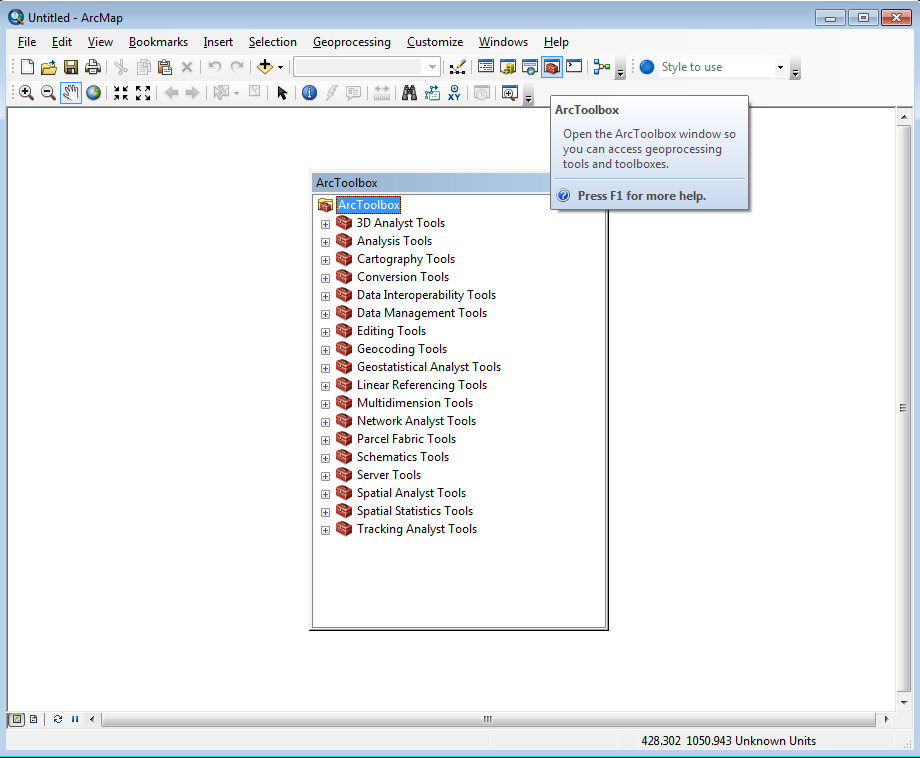 Untitled - ArcMap
File Edit View Bookmarks Insert Selection Geoprocessing Customize Windows Help
Style to use
ArcToolbox
Open the ArcToolbox window so
you can access geoprocessing
tools and toolboxes.
Press F1 for more help.
ArcToolbox
ArcToolbox
3D Analyst Tools
Analysis Tools
Cartography Tools
Conversion Tools
Data Interoperability Tools
Data Management Tools
Editing Tools
Geocoding Tools
Geostatistical Analyst Tools
Linear Referencing Tools
Multidimension Tools
Network Analyst Tools
Parcel Fabric Tools
Schematics Tools
Server Tools
Spatial Analyst Tools
Spatial Statistics Tools
Tracking Analyst Tools
428.302 1050.943 Unknown Units